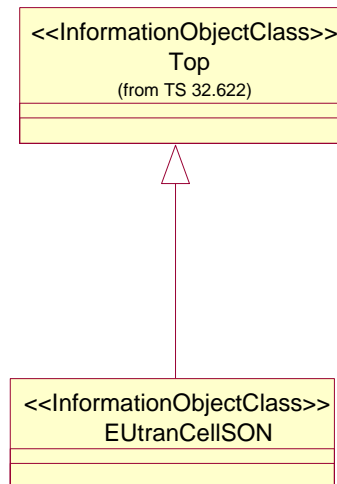 <<InformationObjectClass>>
Top
(from TS 32.622)
<<InformationObjectClass>>
EUtranCellSON